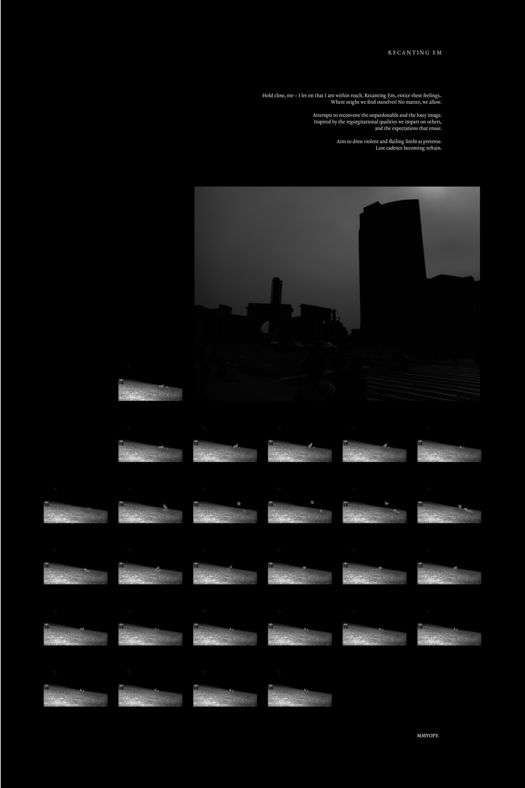 RECANTING EM
Hold close, me – I let on that I am within reach. Recanting Em, entice these feelings..
Where might we find ourselves? No matter, we allow.
Attempts to reconvene the unpardonable and the lossy image.
Inspired by the regurgitational qualities we impart on others,
and the expectations that ensue.
Aim to dress violent and flailing limbs as pretense.
Lost cadence becoming refrain.
MMYOPE